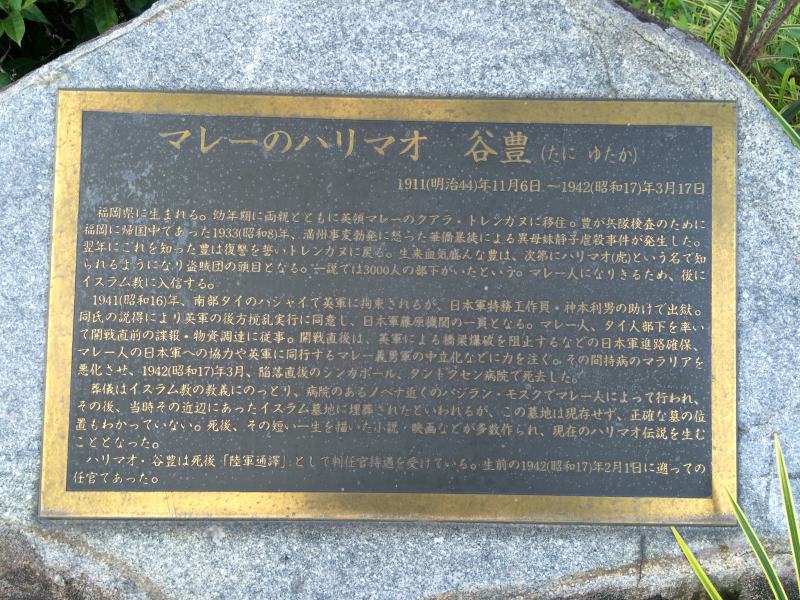 マレーのハリマオ　谷豊(たに ゆたか)
1911(明治44)年11月6日 〜1942(昭和17)年3月17日
福岡県に生まれる。幼年期に両親とともに英領マレーのクアラ・トレンガヌに移住。豊が兵隊検査のために
福岡に帰国中であった1933(昭和8)年、満州事変勃発に怒った華僑暴徒による異母妹静子虐殺事件が発生した。
翌年にこれを知った豊は復讐を誓いトレンガヌに戻る。生来血気盛んな豊は、次第にハリマオ(虎)という名で知
られるようになり盗賊団の頭目となる。一説では3000人の部下がいたという。マレー人になりきるため、後に
イスラム教に入信する。
1941(昭和16)年、南部タイのハジャイで英軍に拘束されるが、日本軍特務工作員・神本利男の助けで出獄。
同氏の説得により英軍の後方撹乱実行に同意し、日本軍藤原機関の一員となる。マレー人、タイ人部下を率い
て開戦直前の諜報・物資調達に従事。開戦直後は、英軍による橋梁爆破を阻止するなどの日本軍進路確保、
マレー人の日本軍への協力や英軍に同行するマレー義勇軍の中立化などに力を注ぐ。その間持病のマラリアを
悪化させ、1942(昭和17)年3月、陥落直後のシンガポール、タントクセン病院で死去した。
葬儀はイスラム教の教義にのっとり、病院のあるノベナ近くのバジラン・モスクでマレー人によって行われ、
その後、当時その近辺にあったイスラム墓地に埋葬されたといわれるが、この墓地は現存せず、正確な墓の位
置もわかっていない。死後、その短い一生を描いた小説・映画などが多数作られ、現在のハリマオ伝説を生む
こととなった。
ハリマオ・谷豊は死後「陸軍通譯」として判任官待遇を受けている。生前の1942(昭和17)年2月1日に遡っての
任官であった。